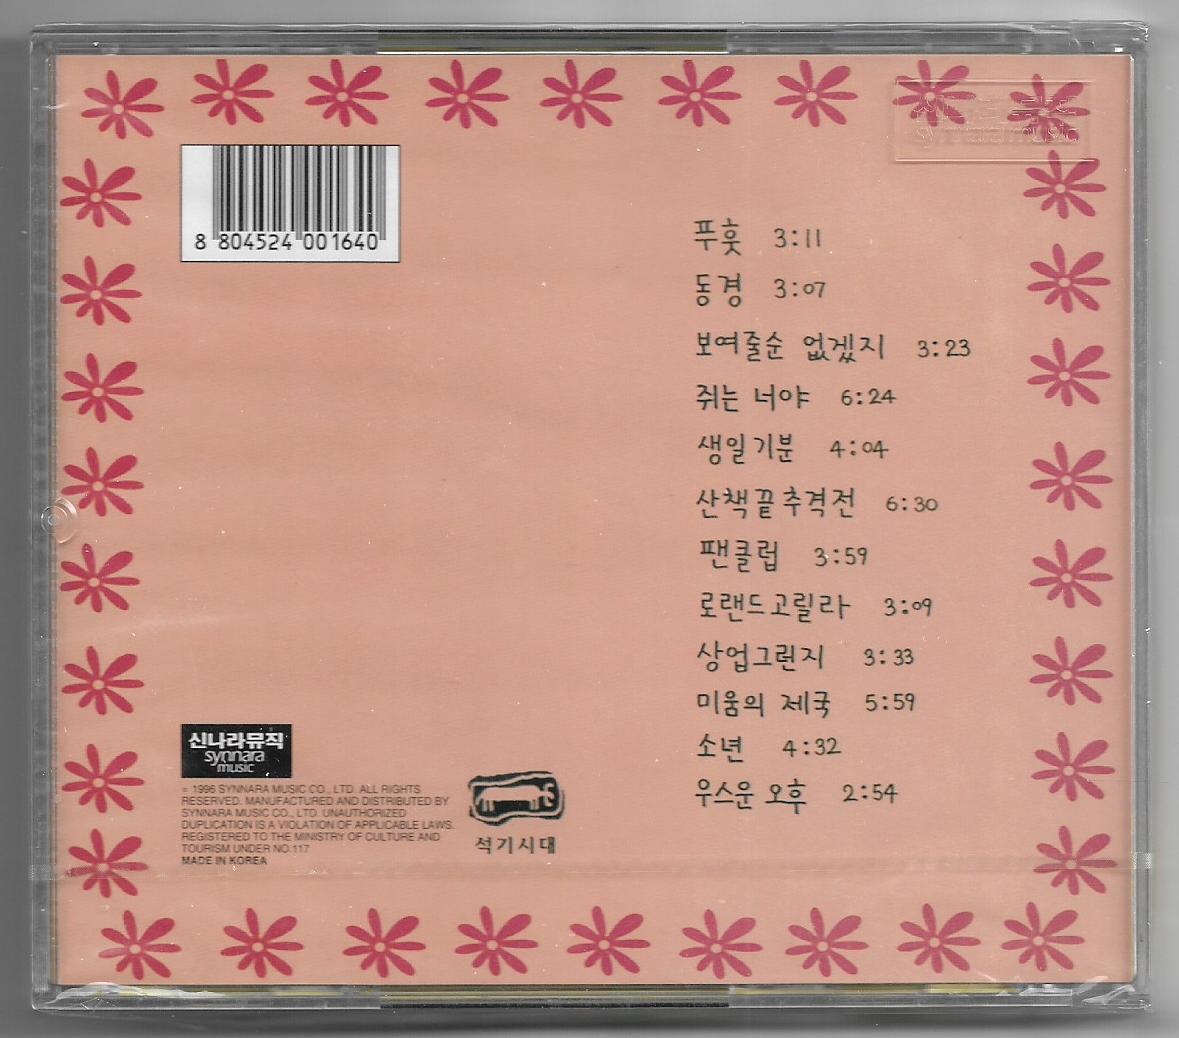 신나라뮤직
synnara music
8 804524 001640
푸훗 3:11
동경 3:07
보여줄순 없겠지 3:23
쥐는 너야 6:24
생일기분 4:04
산책끝추격전 6:30
팬클럽 3:59
로랜드고릴라 3:09
상업그런지 3:33
미움의 제국 5:59
소년 4:32
우스운 오후 2:54
신나라뮤직
synnara
music
© 1996 SYNNARA MUSIC CO., LTD. ALL RIGHTS
RESERVED. MANUFACTURED AND DISTRIBUTED BY
SYNNARA MUSIC CO., LTD. UNAUTHORIZED
DUPLICATION IS A VIOLATION OF APPLICABLE LAWS.
REGISTERED TO THE MINISTRY OF CULTURE AND
TOURISM UNDER NO.117
MADE IN KOREA
석기시대